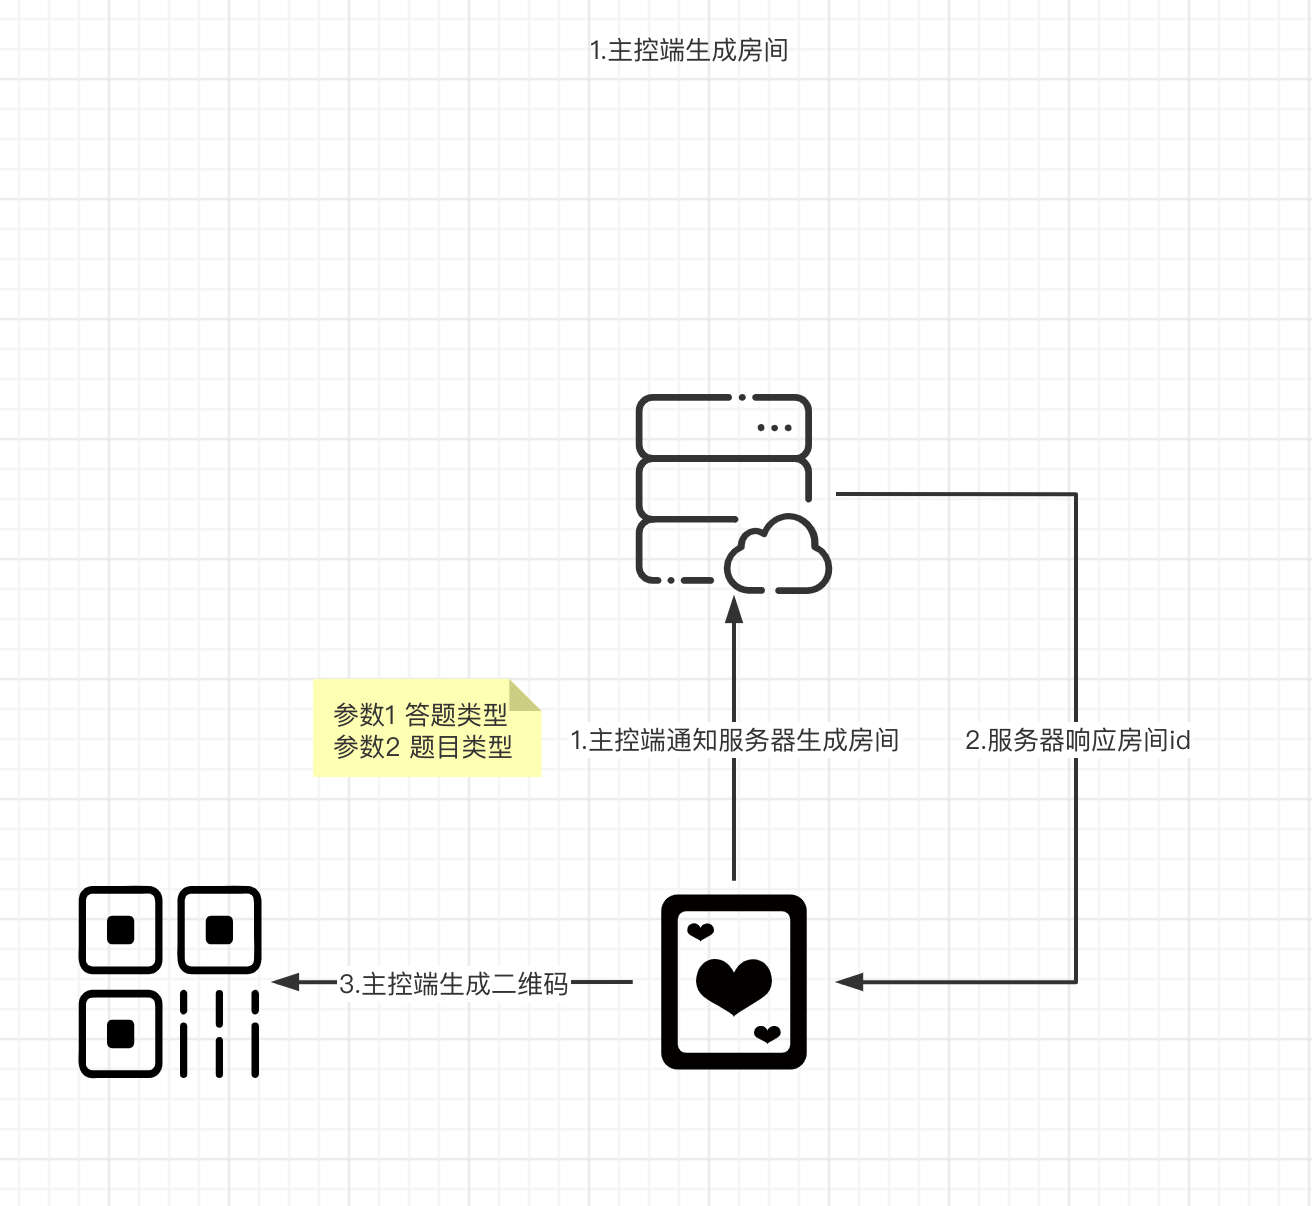 1.主控端生成房间
参数1 答题类型
参数2 题目类型
1.主控端通知服务器生成房间
2.服务器响应房间id
3.主控端生成二维码